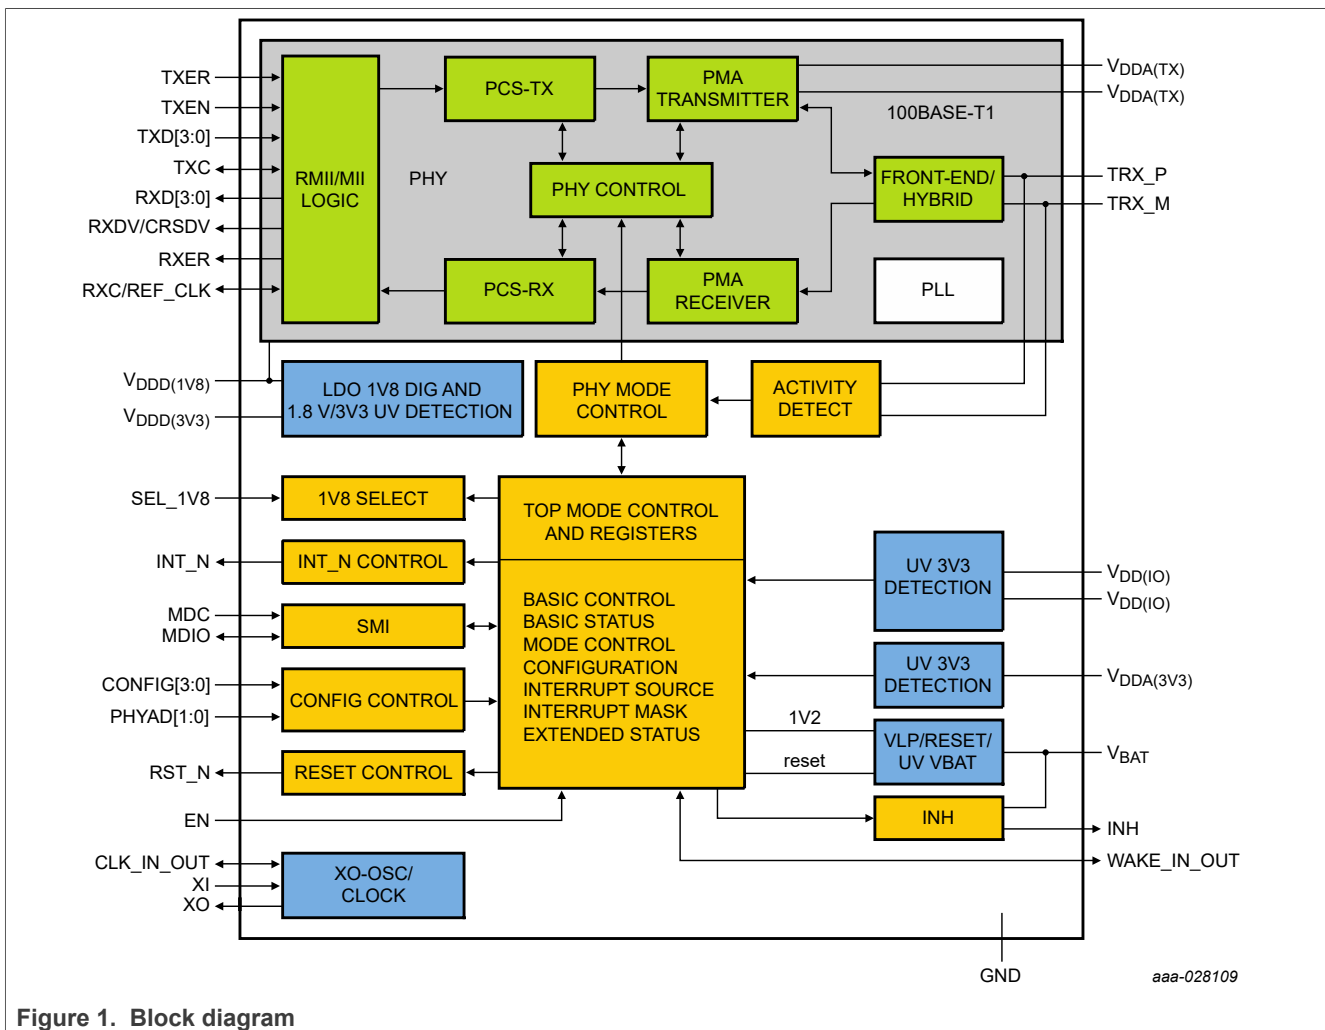 TXER
TXEN
TXD[3:0]
TXC
RXD[3:0]
RXDV/CRSDV
RXER
RXC/REF_CLK
RMII/MII
LOGIC
PHY
PCS-TX
PMA
TRANSMITTER
100BASE-T1
PHY CONTROL
FRONT-END/
HYBRID
PCS-RX
PMA
RECEIVER
PLL
VDDA(TX)
VDDA(TX)
TRX_P
TRX_M
VDDD(1V8)
VDDD(3V3)
LDO 1V8 DIG AND
1.8 V/3V3 UV DETECTION
PHY MODE
CONTROL
ACTIVITY
DETECT
SEL_1V8
1V8 SELECT
INT_N
INT_N CONTROL
MDC
MDIO
SMI
CONFIG[3:0]
PHYAD[1:0]
CONFIG CONTROL
RST_N
RESET CONTROL
EN
CLK_IN_OUT
XI
XO
XO-OSC/
CLOCK
TOP MODE CONTROL
AND REGISTERS
BASIC CONTROL
BASIC STATUS
MODE CONTROL
CONFIGURATION
INTERRUPT SOURCE
INTERRUPT MASK
EXTENDED STATUS
UV 3V3
DETECTION
VDD(IO)
VDD(IO)
UV 3V3
DETECTION
VDDA(3V3)
1V2
reset
VLP/RESET/
UV VBAT
VBAT
INH
INH
WAKE_IN_OUT
GND
aaa-028109
Figure 1. Block diagram